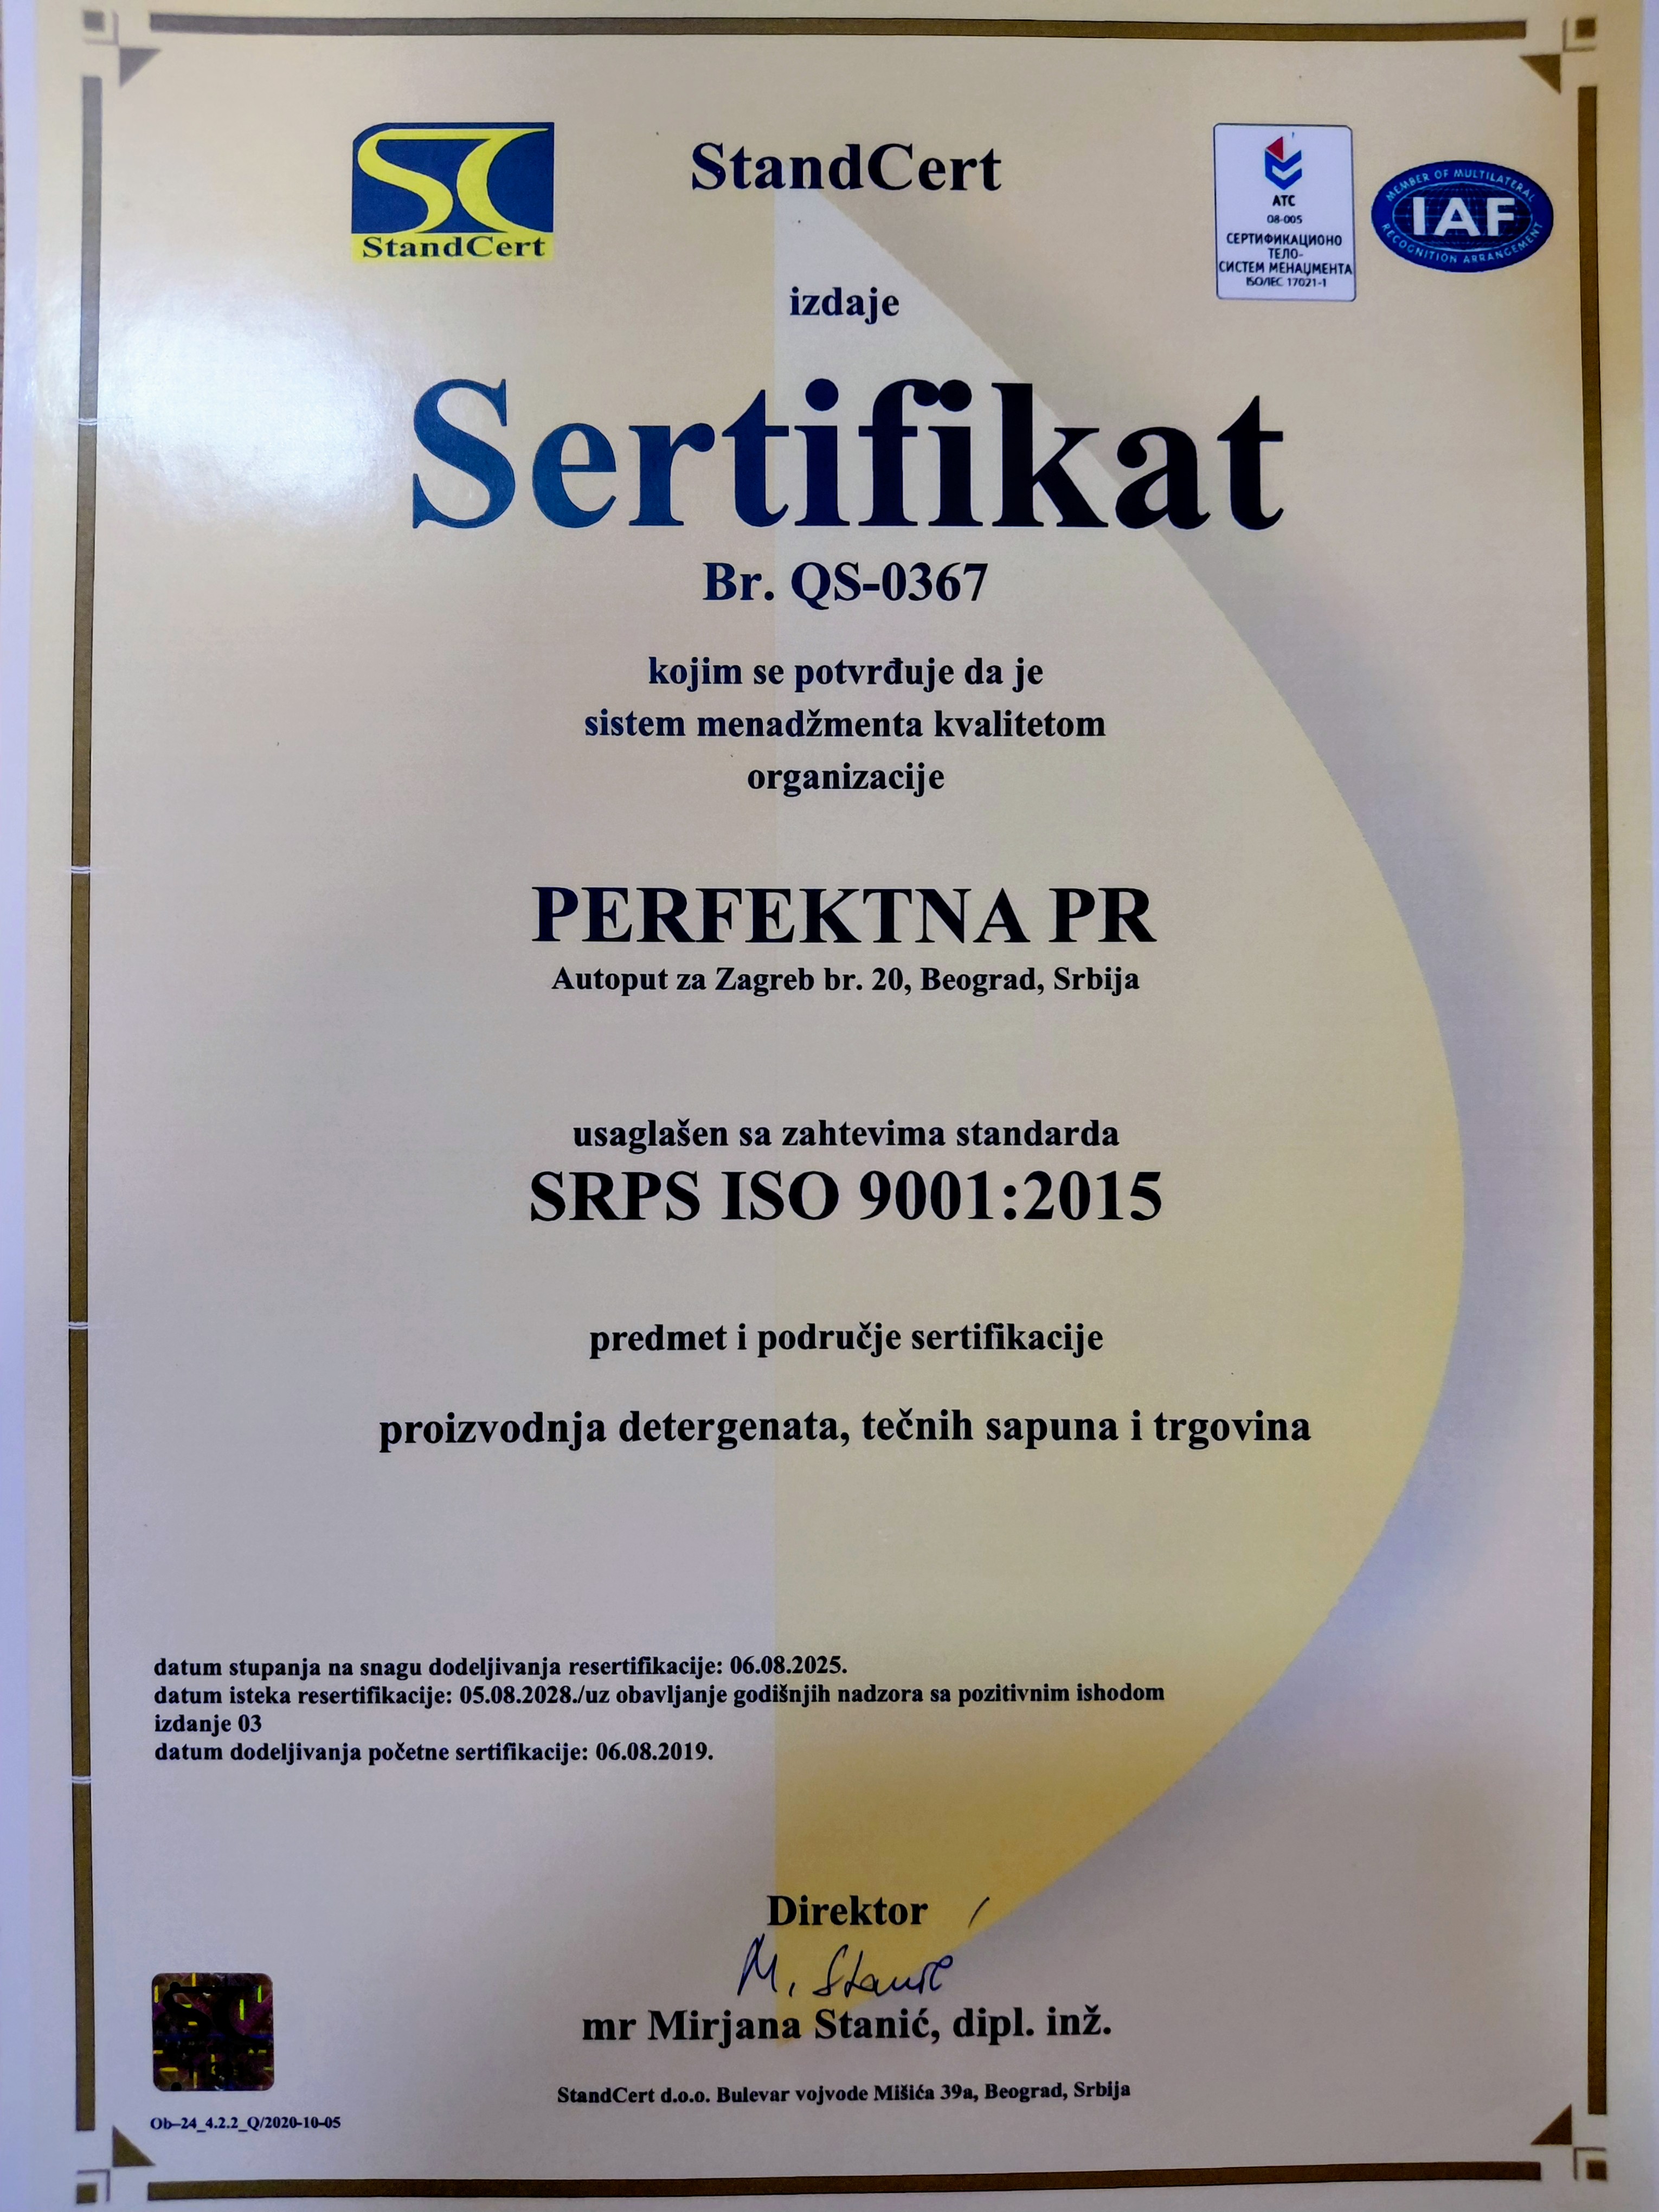 StandCert
StandCert
ATC
08-005
СЕРТИФИКАЦИОНО
ТЕЛО-
СИСТЕМ МЕНАЏМЕНТА
ISO/IEC 17021-1
MEMBER OF MULTILATERAL
IAF
RECOGNITION ARRANGEMENT
izdaje
Sertifikat
Br. QS-0367
kojim se potvrđuje da je
sistem menadžmenta kvalitetom
organizacije
PERFEKTNA PR
Autoput za Zagreb br. 20, Beograd, Srbija
usaglašen sa zahtevima standarda
SRPS ISO 9001:2015
predmet i područje sertifikacije
proizvodnja detergenata, tečnih sapuna i trgovina
datum stupanja na snagu dodeljivanja resertifikacije: 06.08.2025.
datum isteka resertifikacije: 05.08.2028./uz obavljanje godišnjih nadzora sa pozitivnim ishodom
izdanje 03
datum dodeljivanja početne sertifikacije: 06.08.2019.
Direktor
M. Stanić
mr Mirjana Stanić, dipl. inž.
StandCert d.o.o. Bulevar vojvode Mišića 39a, Beograd, Srbija
Ob–24_4.2.2_Q/2020-10-05